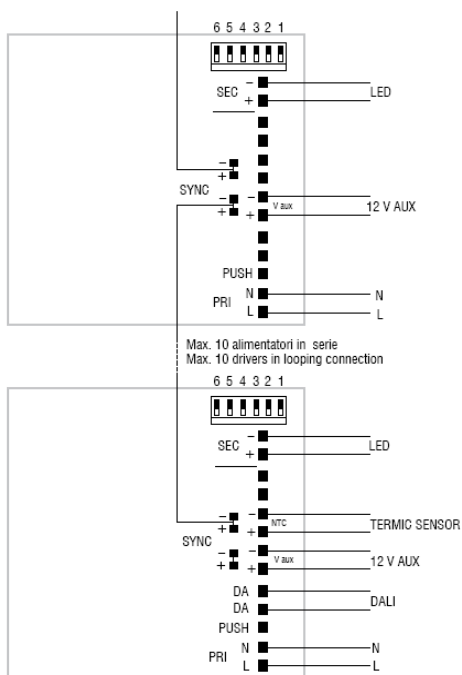 6 5 4 3 2 1
SEC - LED
+
SYNC - +
- +
- V aux 12 V AUX
+
PUSH
PRI N N
L L
Max. 10 alimentatori in serie
Max. 10 drivers in looping connection
6 5 4 3 2 1
SEC - LED
+
SYNC - + - NTC TERMIC SENSOR
+
- + - V aux 12 V AUX
+
DA DALI
DA
PUSH
PRI N N
L L